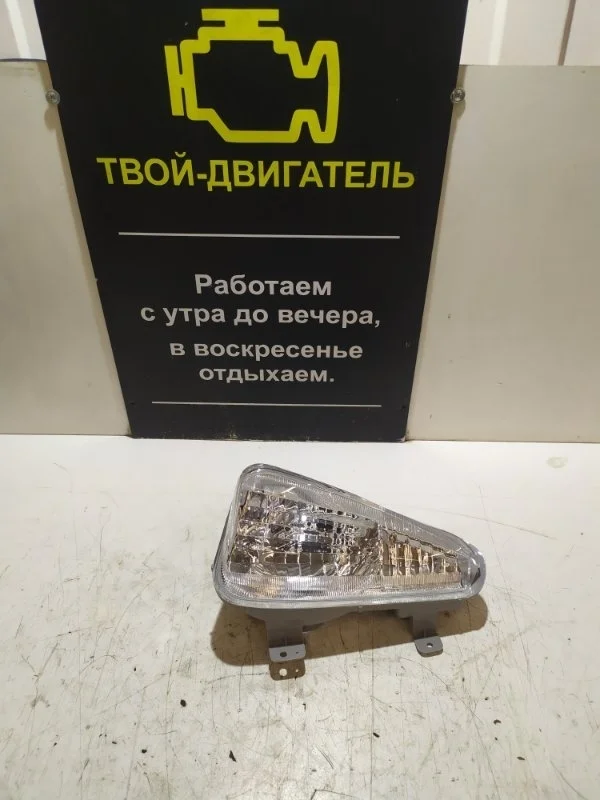 ТВОЙ-ДВИГАТЕЛЬ
Работаем
с утра до вечера,
в воскресенье
отдыхаем.